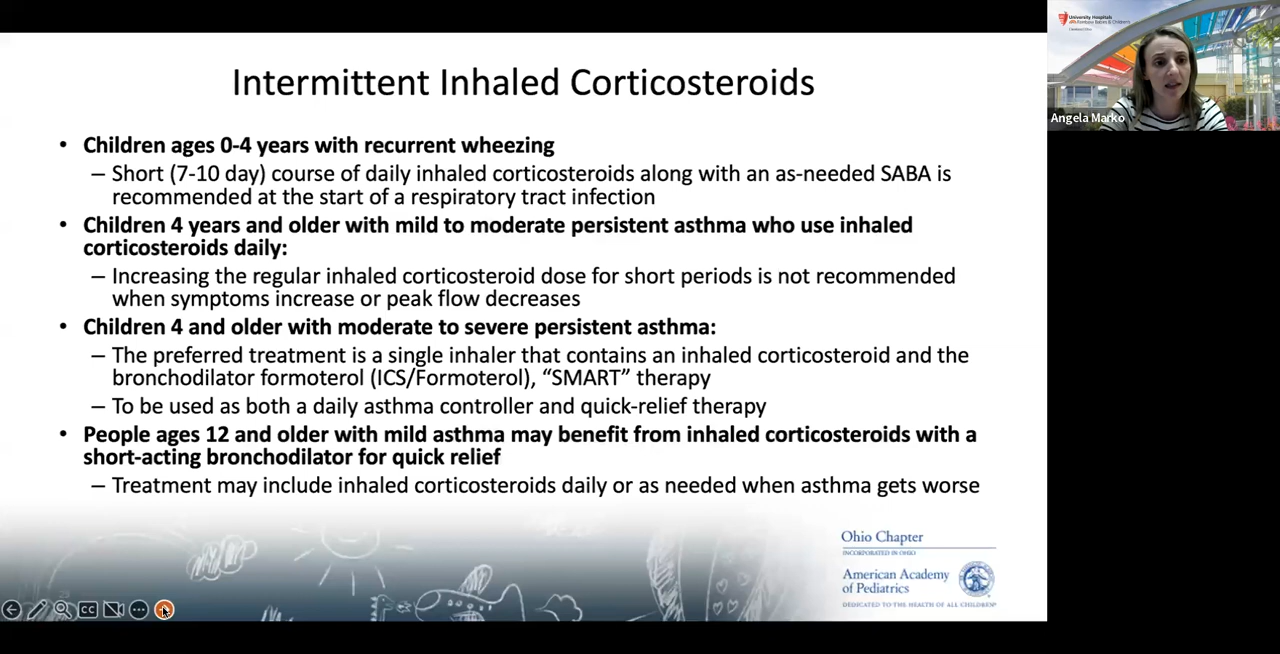 Intermittent Inhaled Corticosteroids
• Children ages 0-4 years with recurrent wheezing
– Short (7-10 day) course of daily inhaled corticosteroids along with an as-needed SABA is
recommended at the start of a respiratory tract infection
• Children 4 years and older with mild to moderate persistent asthma who use inhaled
corticosteroids daily:
– Increasing the regular inhaled corticosteroid dose for short periods is not recommended
when symptoms increase or peak flow decreases
• Children 4 and older with moderate to severe persistent asthma:
– The preferred treatment is a single inhaler that contains an inhaled corticosteroid and the
bronchodilator formoterol (ICS/Formoterol), “SMART” therapy
– To be used as both a daily asthma controller and quick-relief therapy
• People ages 12 and older with mild asthma may benefit from inhaled corticosteroids with a
short-acting bronchodilator for quick relief
– Treatment may include inhaled corticosteroids daily or as needed when asthma gets worse
Ohio Chapter
INCORPORATED IN OHIO
American Academy
of Pediatrics
DEDICATED TO THE HEALTH OF ALL CHILDREN®
CC
University Hospitals
Rainbow Babies & Children's
Angela Marko